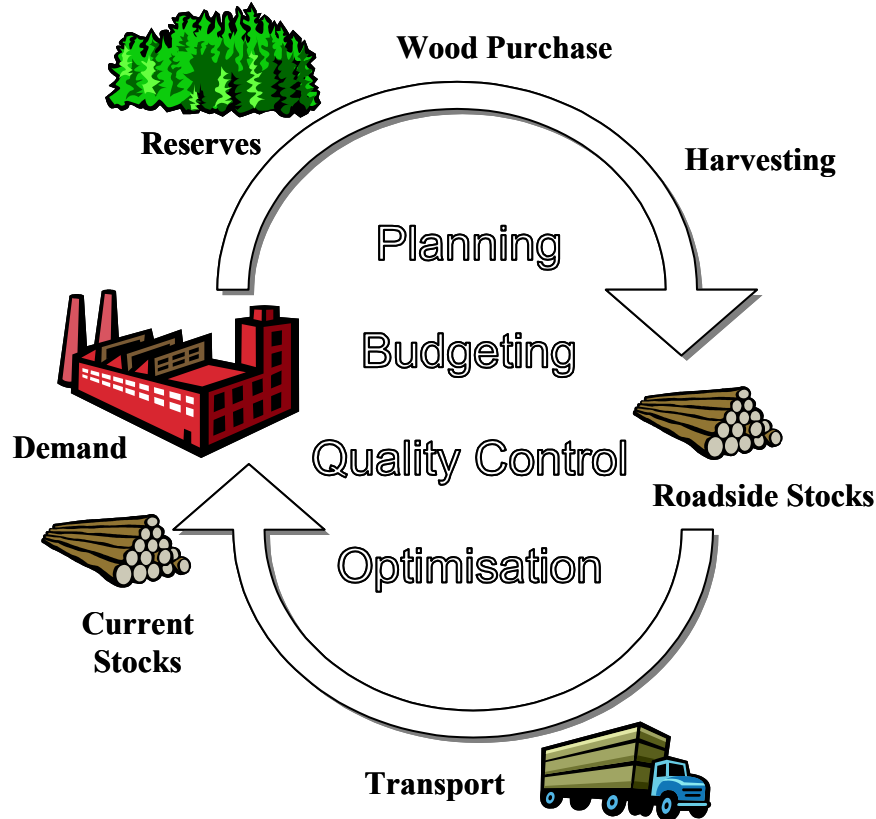 Wood Purchase
Reserves
Harvesting
Planning
Budgeting
Demand
Quality Control
Roadside Stocks
Optimisation
Current
Stocks
Transport